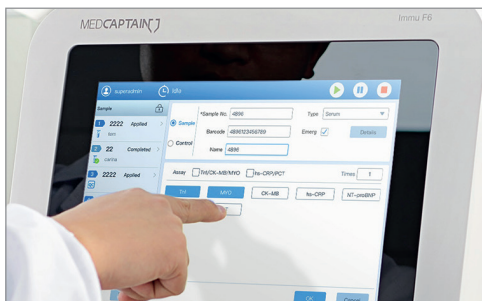 MEDCAPTAIN
Immu F6
superadmin
Idle
Sample
1 2222 Applied
22 Completed
2222 Applied
Sample
Control
*Sample No. 4896
Type Serum
Barcode 4896123456789
Emerg
Details
Name 4896
Assay TnI/CK-MB/MYO hs-CRP/PCT
Times 1
TnI MYO CK-MB hs-CRP NT-proBNP
OK Cancel